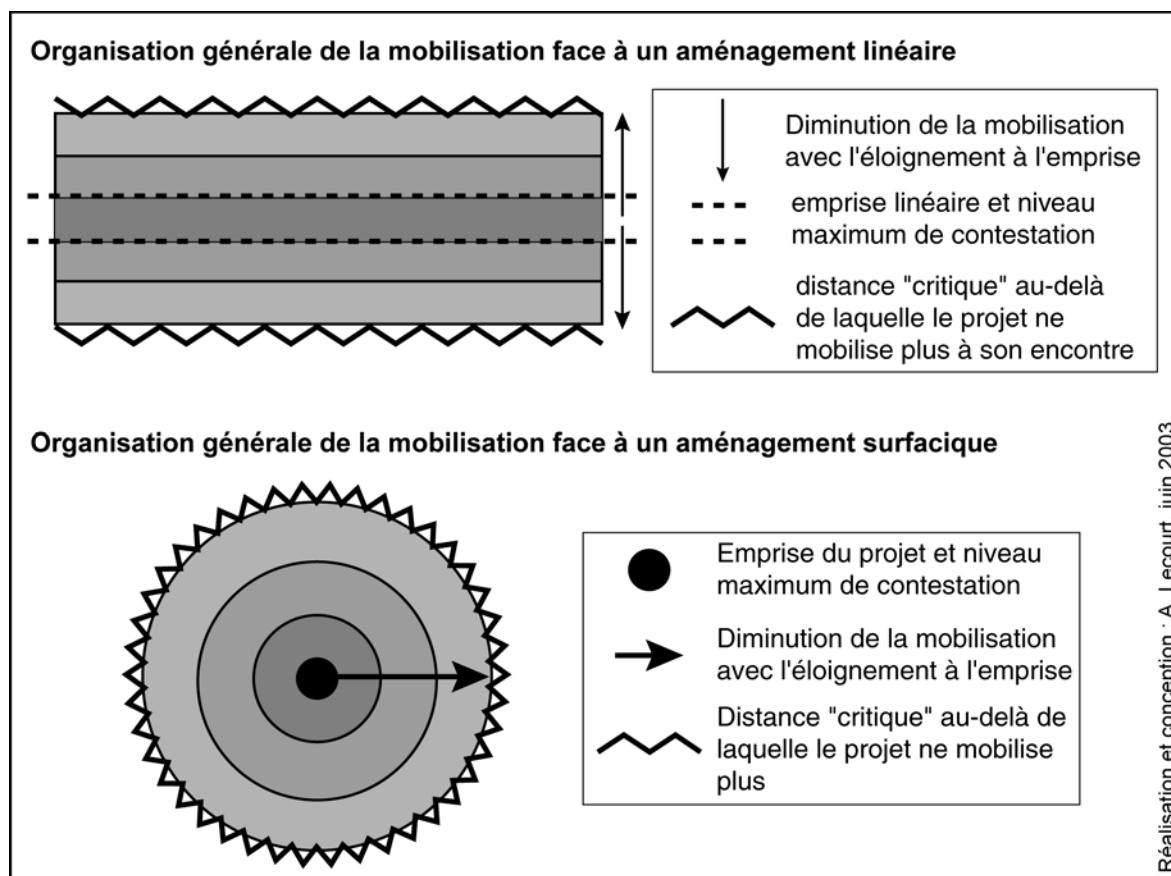 Organisation générale de la mobilisation face à un aménagement linéaire
Diminution de la mobilisation
avec l'éloignement à l'emprise
emprise linéaire et niveau
maximum de contestation
distance "critique" au-delà
de laquelle le projet ne
mobilise plus à son encontre
Organisation générale de la mobilisation face à un aménagement surfacique
Emprise du projet et niveau
maximum de contestation
Diminution de la mobilisation
avec l'éloignement à l'emprise
Distance "critique" au-delà de
laquelle le projet ne mobilise
plus
Réalisation et conception : A. Lecourt, juin 2003